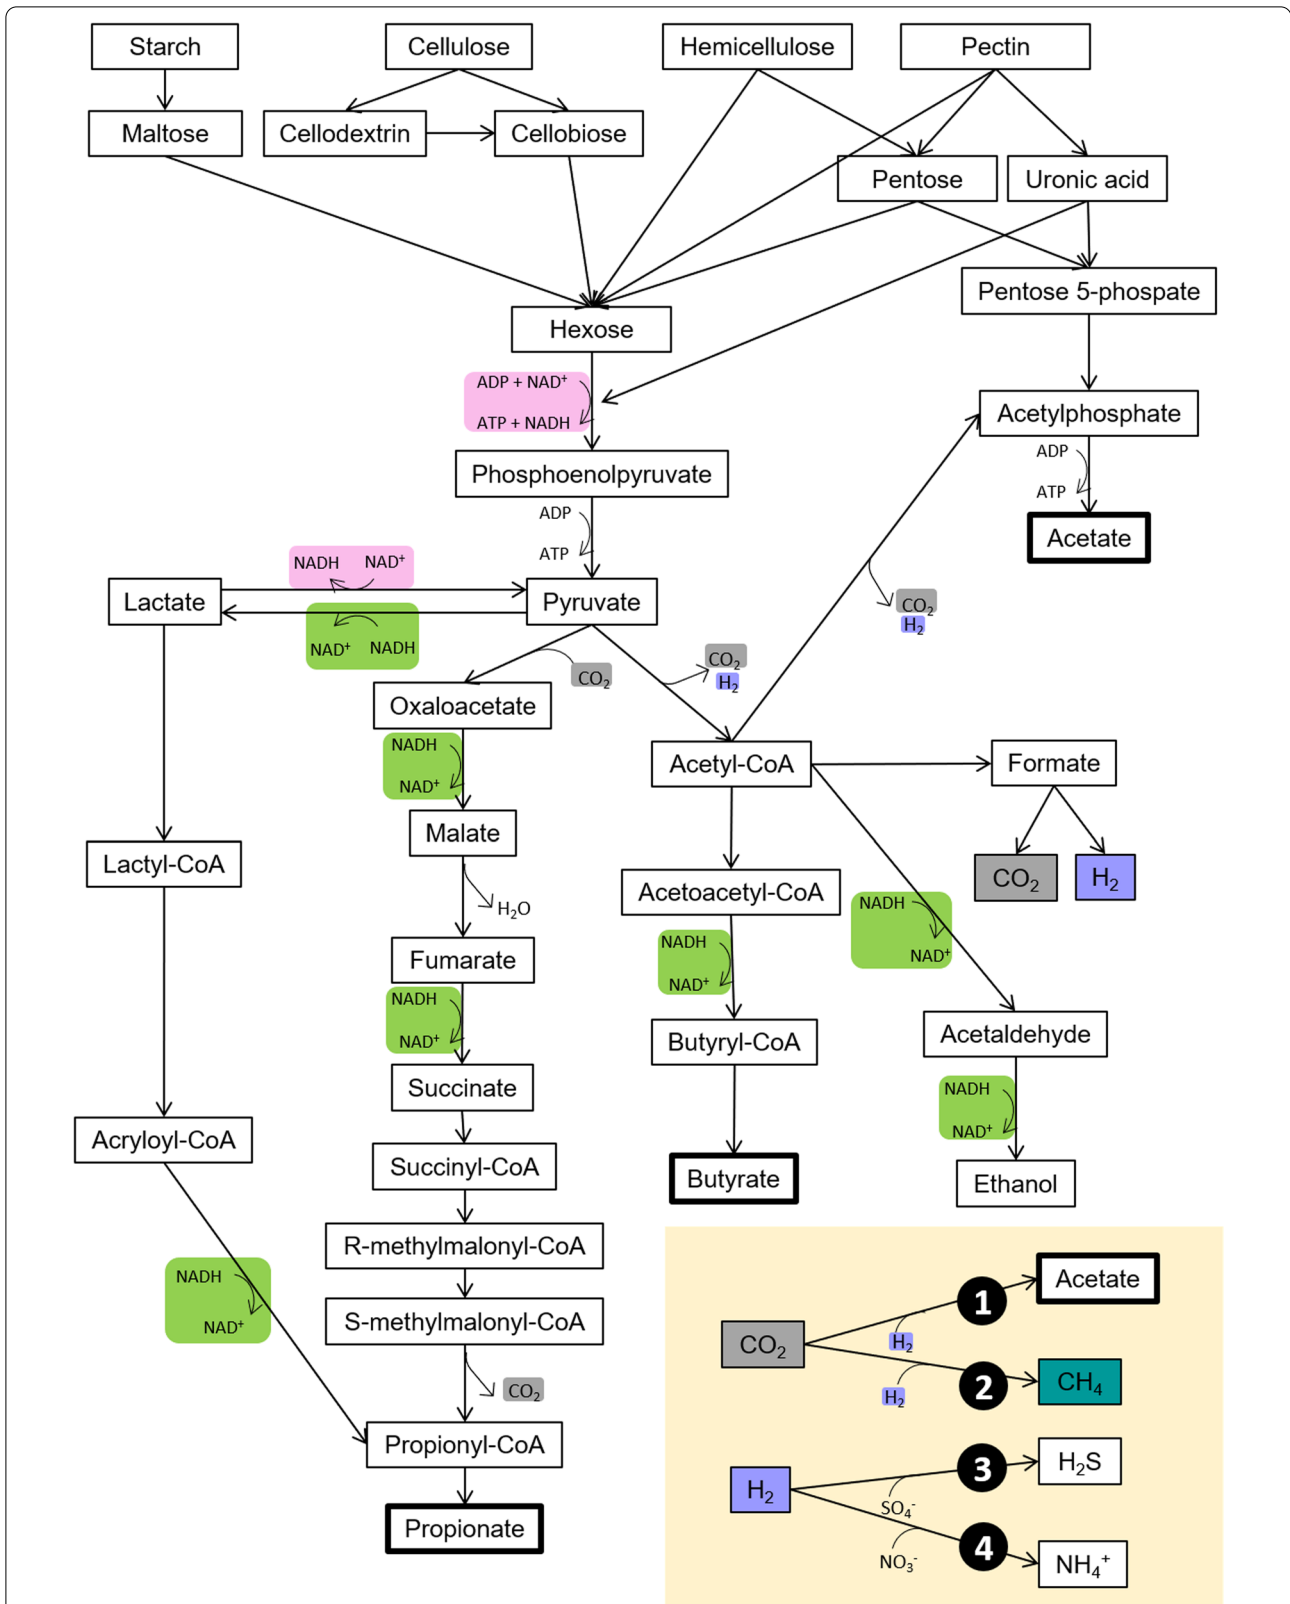 Starch
Cellulose
Hemicellulose
Pectin
Maltose
Cellodextrin
Cellobiose
Pentose
Uronic acid
Pentose 5-phospate
Hexose
ADP + NAD⁺
ATP + NADH
Acetylphosphate
Phosphoenolpyruvate
ADP
ATP
ADP
ATP
Acetate
NADH
NAD⁺
Lactate
Pyruvate
CO₂
H₂
NAD⁺
NADH
CO₂
CO₂
H₂
Oxaloacetate
NADH
NAD⁺
Acetyl-CoA
Formate
Malate
Lactyl-CoA
CO₂
H₂
Acetoacetyl-CoA
H₂O
NADH
NAD⁺
Fumarate
NADH
NAD⁺
NADH
NAD⁺
Butyryl-CoA
Acetaldehyde
Succinate
NADH
NAD⁺
Acryloyl-CoA
Succinyl-CoA
Butyrate
Ethanol
R-methylmalonyl-CoA
NADH
NAD⁺
S-methylmalonyl-CoA
CO₂
Propionyl-CoA
Propionate
CO₂
H₂
1
Acetate
H₂
2
CH₄
H₂
SO₄⁻
3
H₂S
NO₃⁻
4
NH₄⁺